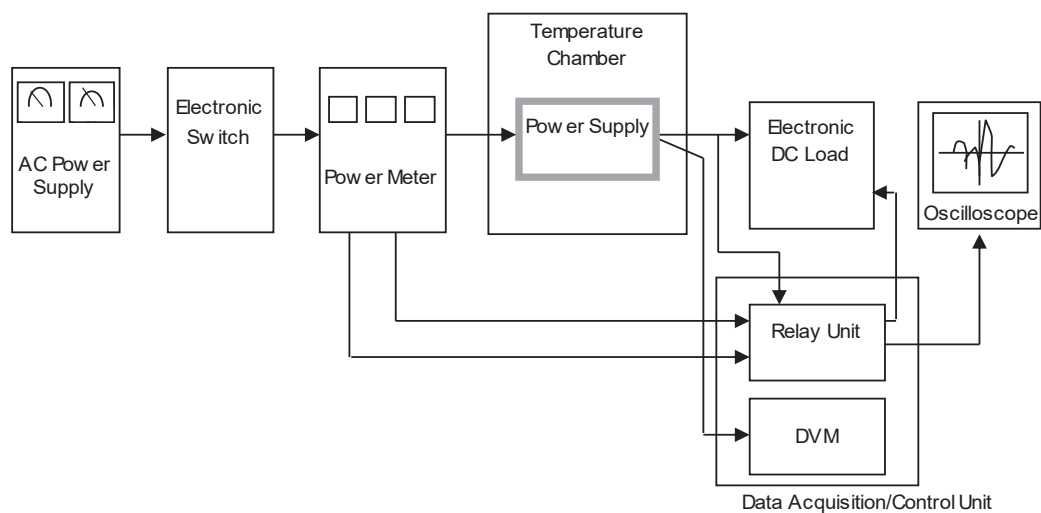 Temperature
Chamber
Electronic
Switch
Power Supply
Electronic
DC Load
AC Power
Supply
Power Meter
Oscilloscope
Relay Unit
DVM
Data Acquisition/Control Unit